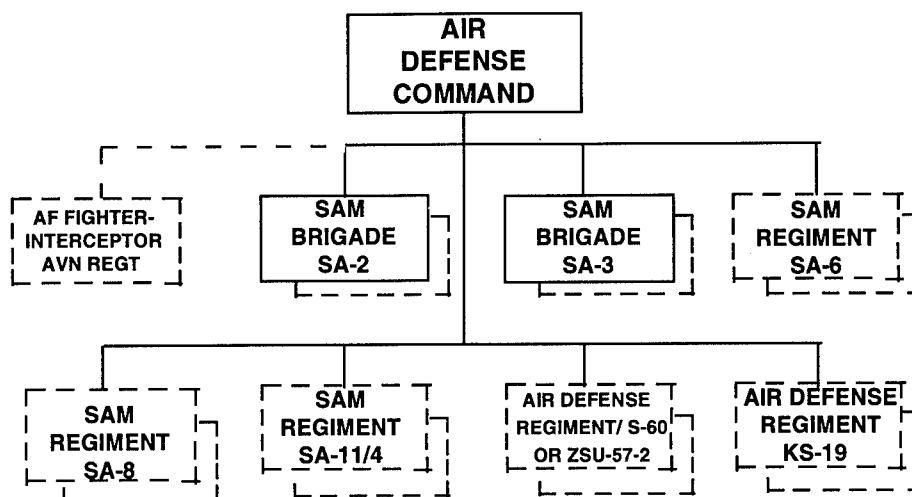 AIR
DEFENSE
COMMAND
AF FIGHTER-
INTERCEPTOR
AVN REGT
SAM
BRIGADE
SA-2
SAM
BRIGADE
SA-3
SAM
REGIMENT
SA-6
SAM
REGIMENT
SA-8
SAM
REGIMENT
SA-11/4
AIR DEFENSE
REGIMENT/ S-60
OR ZSU-57-2
AIR DEFENSE
REGIMENT
KS-19